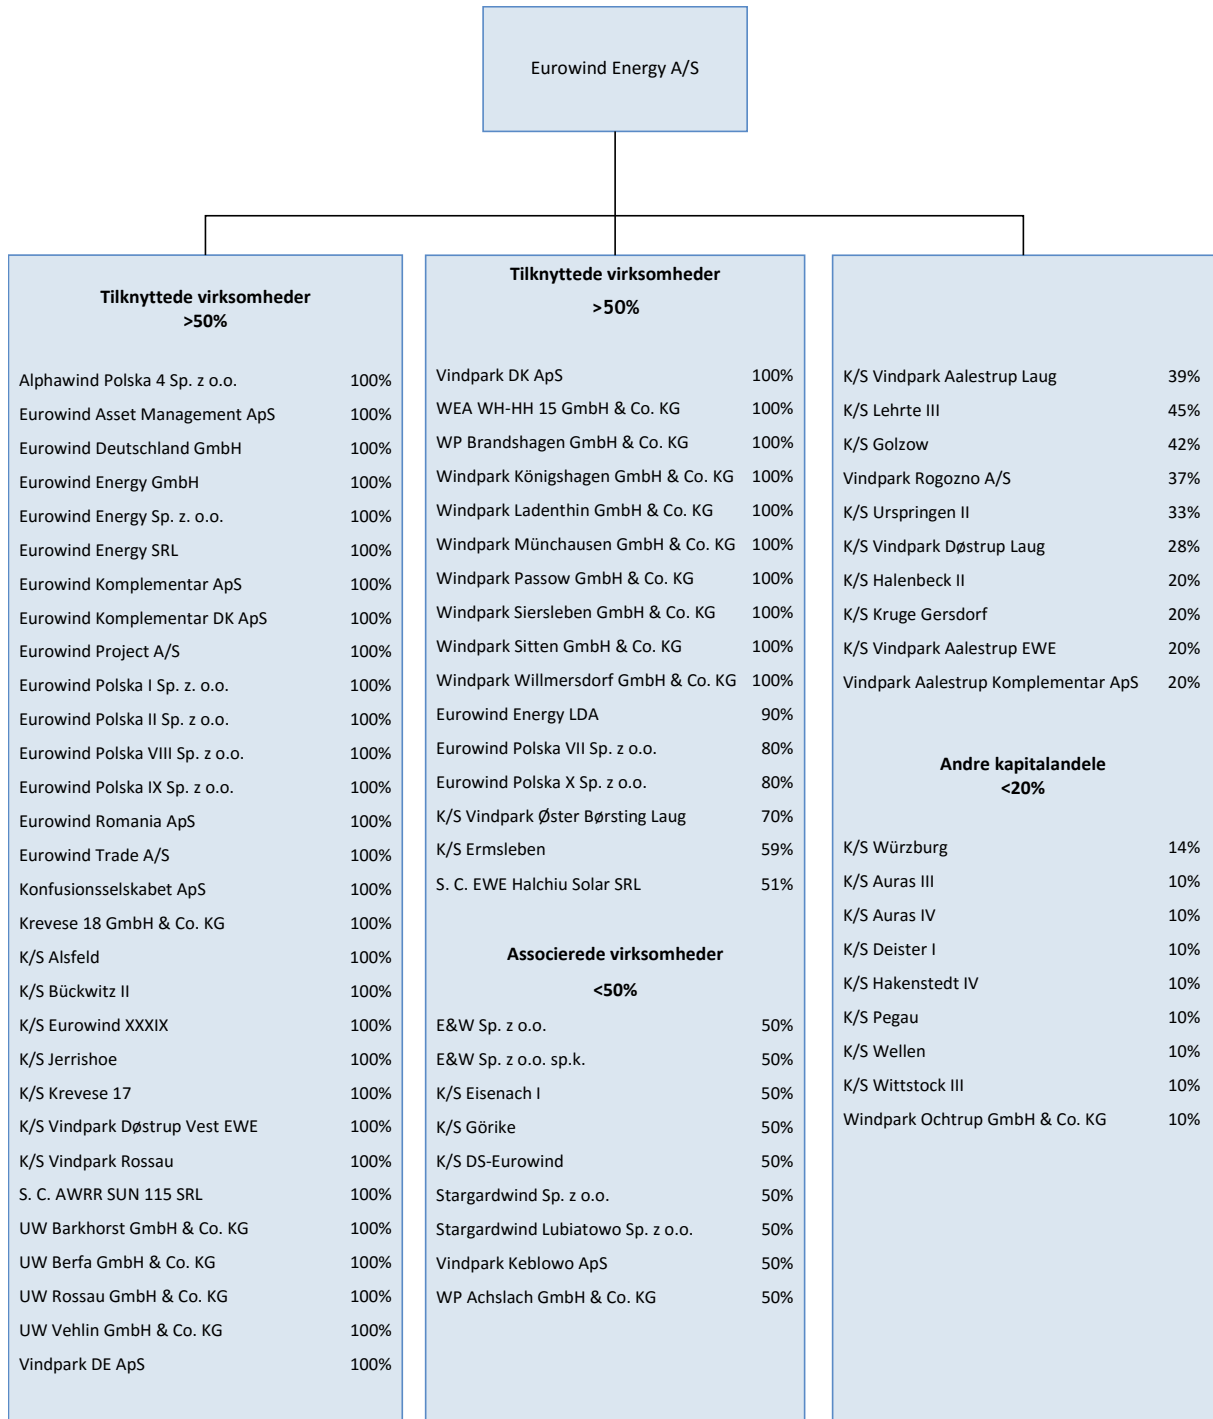 Eurowind Energy A/S
Tilknyttede virksomheder
>50%
Alphawind Polska 4 Sp. z o.o. 100%
Eurowind Asset Management ApS 100%
Eurowind Deutschland GmbH 100%
Eurowind Energy GmbH 100%
Eurowind Energy Sp. z. o.o. 100%
Eurowind Energy SRL 100%
Eurowind Komplementar ApS 100%
Eurowind Komplementar DK ApS 100%
Eurowind Project A/S 100%
Eurowind Polska I Sp. z. o.o. 100%
Eurowind Polska II Sp. z o.o. 100%
Eurowind Polska VIII Sp. z o.o. 100%
Eurowind Polska IX Sp. z o.o. 100%
Eurowind Romania ApS 100%
Eurowind Trade A/S 100%
Konfusionsselskabet ApS 100%
Krevese 18 GmbH & Co. KG 100%
K/S Alsfeld 100%
K/S Bückwitz II 100%
K/S Eurowind XXXIX 100%
K/S Jerrishoe 100%
K/S Krevese 17 100%
K/S Vindpark Døstrup Vest EWE 100%
K/S Vindpark Rossau 100%
S. C. AWRR SUN 115 SRL 100%
UW Barkhorst GmbH & Co. KG 100%
UW Berfa GmbH & Co. KG 100%
UW Rossau GmbH & Co. KG 100%
UW Vehlin GmbH & Co. KG 100%
Vindpark DE ApS 100%
Tilknyttede virksomheder
>50%
Vindpark DK ApS 100%
WEA WH-HH 15 GmbH & Co. KG 100%
WP Brandshagen GmbH & Co. KG 100%
Windpark Königshagen GmbH & Co. KG 100%
Windpark Ladenthin GmbH & Co. KG 100%
Windpark Münchausen GmbH & Co. KG 100%
Windpark Passow GmbH & Co. KG 100%
Windpark Siersleben GmbH & Co. KG 100%
Windpark Sitten GmbH & Co. KG 100%
Windpark Willmersdorf GmbH & Co. KG 100%
Eurowind Energy LDA 90%
Eurowind Polska VII Sp. z o.o. 80%
Eurowind Polska X Sp. z o.o. 80%
K/S Vindpark Øster Børsting Laug 70%
K/S Ermsleben 59%
S. C. EWE Halchiu Solar SRL 51%
Associerede virksomheder
<50%
E&W Sp. z o.o. 50%
E&W Sp. z o.o. sp.k. 50%
K/S Eisenach I 50%
K/S Görike 50%
K/S DS-Eurowind 50%
Stargardwind Sp. z o.o. 50%
Stargardwind Lubiatowo Sp. z o.o. 50%
Vindpark Keblowo ApS 50%
WP Achslach GmbH & Co. KG 50%
K/S Vindpark Aalestrup Laug 39%
K/S Lehrte III 45%
K/S Golzow 42%
Vindpark Rogozno A/S 37%
K/S Urspringen II 33%
K/S Vindpark Døstrup Laug 28%
K/S Halenbeck II 20%
K/S Kruge Gersdorf 20%
K/S Vindpark Aalestrup EWE 20%
Vindpark Aalestrup Komplementar ApS 20%
Andre kapitalandele
<20%
K/S Würzburg 14%
K/S Auras III 10%
K/S Auras IV 10%
K/S Deister I 10%
K/S Hakenstedt IV 10%
K/S Pegau 10%
K/S Wellen 10%
K/S Wittstock III 10%
Windpark Ochtrup GmbH & Co. KG 10%